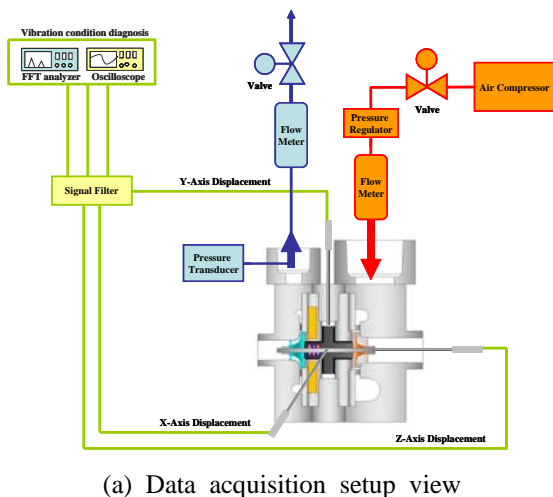 Vibration condition diagnosis
FFT analyzer Oscilloscope
Valve
Flow
Meter
Pressure
Regulator
Valve
Air Compressor
Signal Filter
Y-Axis Displacement
Flow
Meter
Pressure
Transducer
X-Axis Displacement
Z-Axis Displacement
(a) Data acquisition setup view